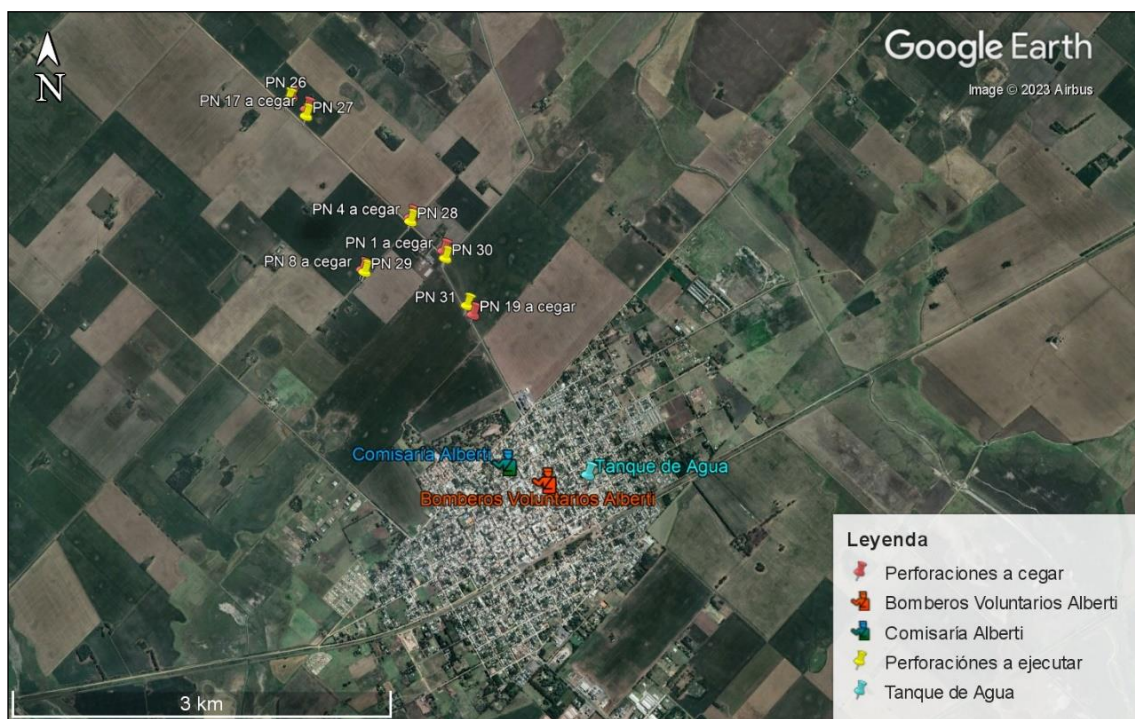 Google Earth
Image © 2023 Airbus
N
PN 26
PN 17 a cegar
PN 27
PN 4 a cegar
PN 28
PN 1 a cegar
PN 30
PN 8 a cegar
PN 29
PN 31
PN 19 a cegar
Comisaría Alberti
Tanque de Agua
Bomberos Voluntarios Alberti
Leyenda
Perforaciones a cegar
Bomberos Voluntarios Alberti
Comisaría Alberti
Perforaciónes a ejecutar
Tanque de Agua
3 km